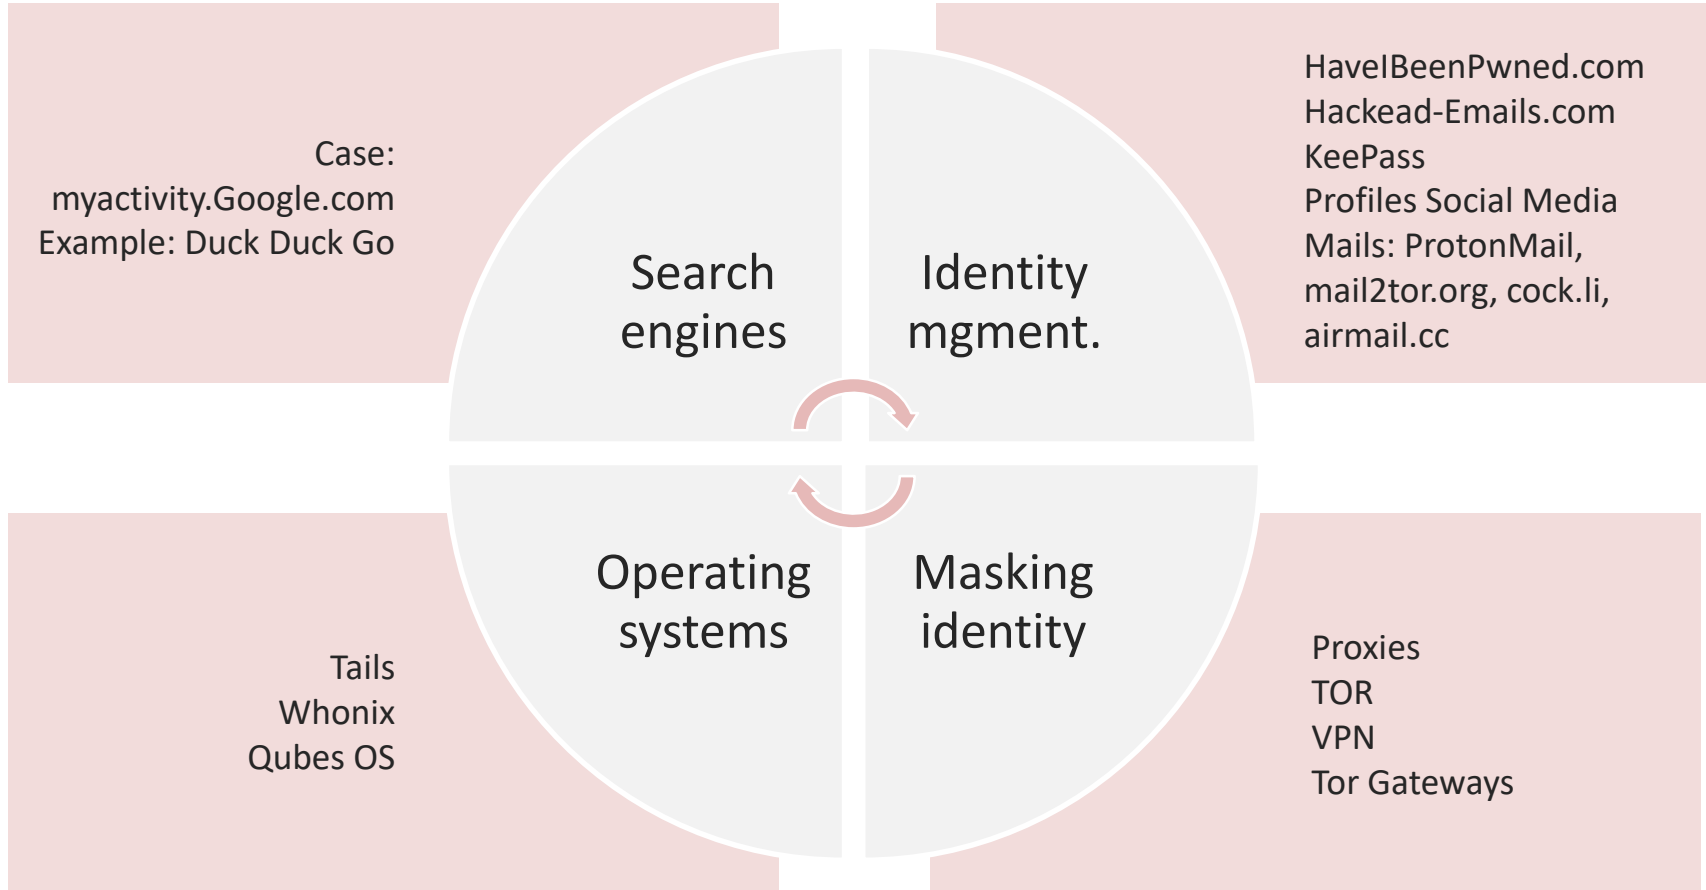 Case:
myactivity.Google.com
Example: Duck Duck Go
Search
engines
Identity
mgment.
HaveIBeenPwned.com
Hackead-Emails.com
KeePass
Profiles Social Media
Mails: ProtonMail,
mail2tor.org, cock.li,
airmail.cc
Operating
systems
Tails
Whonix
Qubes OS
Masking
identity
Proxies
TOR
VPN
Tor Gateways